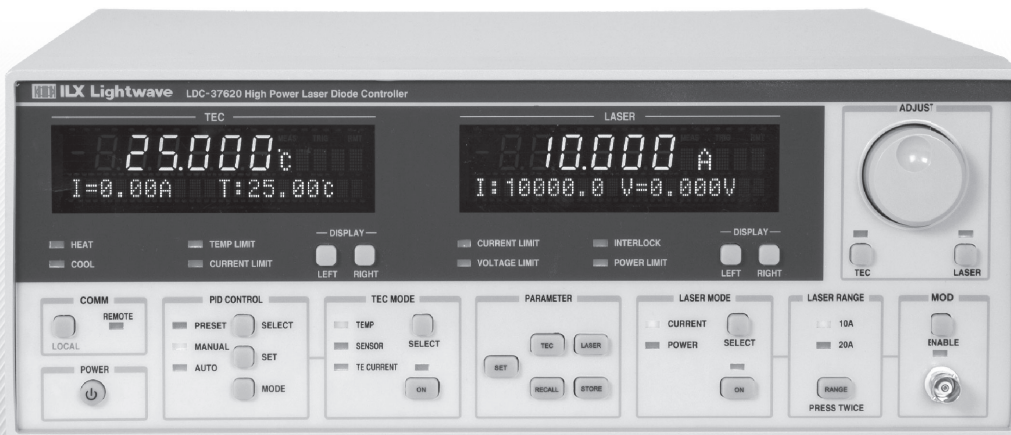 ILX Lightwave LDC-37620 High Power Laser Diode Controller
TEC
25.000°C
I=0.00A T:25.00°C
HEAT
COOL
TEMP LIMIT
CURRENT LIMIT
DISPLAY
LEFT RIGHT
LASER
10.000 A
I:10000.0 V=0.000V
CURRENT LIMIT
VOLTAGE LIMIT
INTERLOCK
POWER LIMIT
DISPLAY
LEFT RIGHT
ADJUST
TEC LASER
COMM
REMOTE
LOCAL
POWER
PID CONTROL
PRESET SELECT
MANUAL SET
AUTO MODE
TEC MODE
TEMP
SENSOR SELECT
TE CURRENT
ON
PARAMETER
SET TEC LASER
RECALL STORE
LASER MODE
CURRENT
POWER SELECT
ON
LASER RANGE
10A
20A
RANGE
PRESS TWICE
MOD
ENABLE